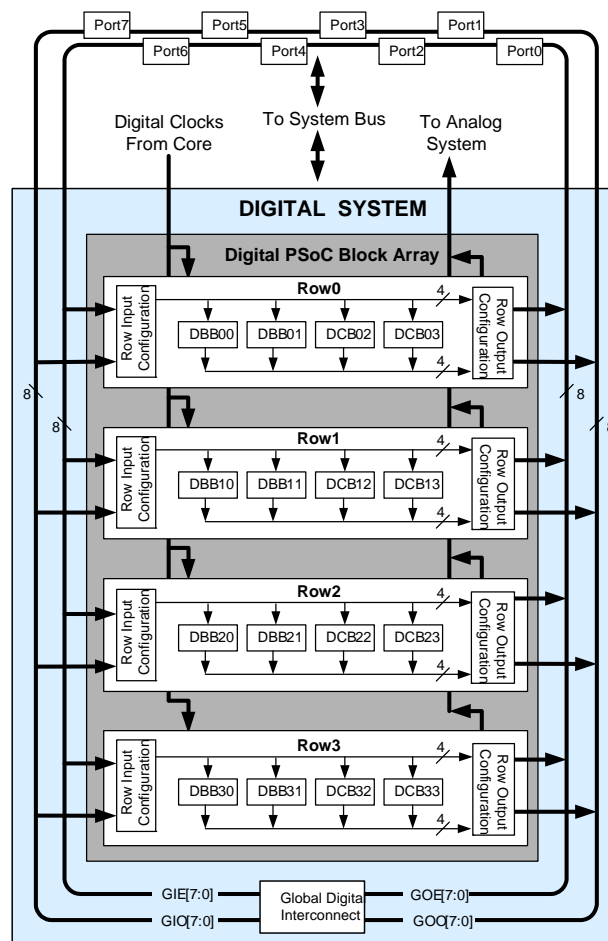 Port7
Port5
Port3
Port1
Port6
Port4
Port2
Port0
Digital Clocks
From Core
To System Bus
To Analog
System
DIGITAL SYSTEM
Digital PSoC Block Array
Row0
Row Input
Configuration
DBB00
DBB01
DCB02
DCB03
4
4
Row Output
Configuration
8
8
8
8
Row1
Row Input
Configuration
DBB10
DBB11
DCB12
DCB13
4
4
Row Output
Configuration
Row2
Row Input
Configuration
DBB20
DBB21
DCB22
DCB23
4
4
Row Output
Configuration
Row3
Row Input
Configuration
DBB30
DBB31
DCB32
DCB33
4
4
Row Output
Configuration
GIE[7:0]
GIO[7:0]
Global Digital
Interconnect
GOE[7:0]
GOO[7:0]